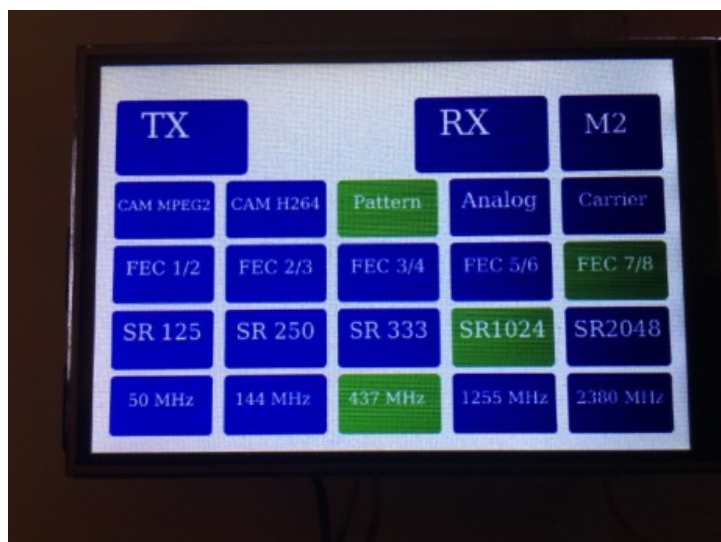 TX RX M2
CAM MPEG2 CAM H264 Pattern Analog Carrier
FEC 1/2 FEC 2/3 FEC 3/4 FEC 5/6 FEC 7/8
SR 125 SR 250 SR 333 SR1024 SR2048
50 MHz 144 MHz 437 MHz 1255 MHz 2380 MHz